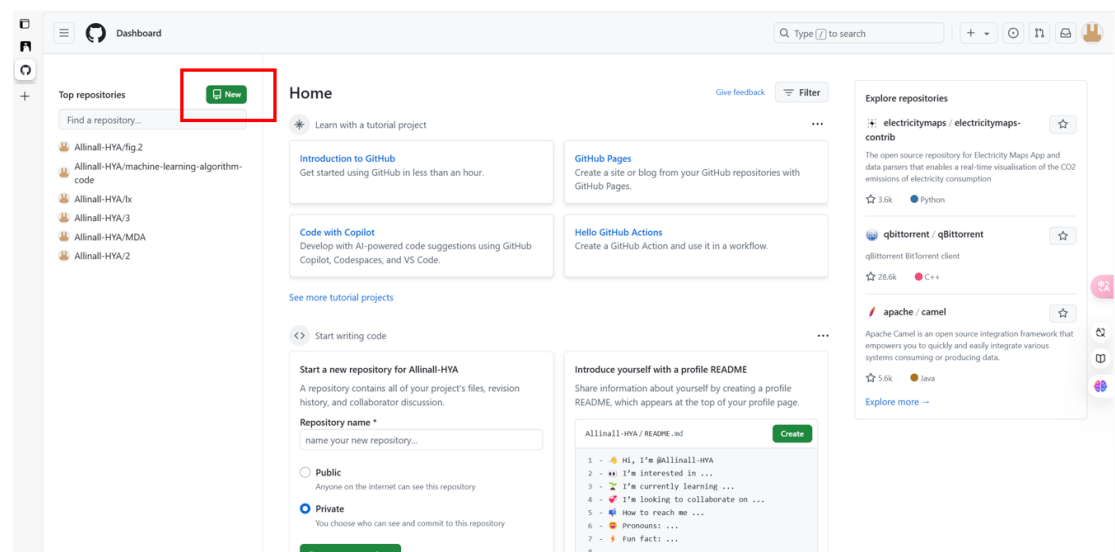 Dashboard
Type / to search
Top repositories
New
Find a repository...
Allinall-HYA/fig.2
Allinall-HYA/machine-learning-algorithm-
code
Allinall-HYA/lx
Allinall-HYA/3
Allinall-HYA/MDA
Allinall-HYA/2
Home
Give feedback
Filter
Learn with a tutorial project
Introduction to GitHub
Get started using GitHub in less than an hour.
GitHub Pages
Create a site or blog from your GitHub repositories with
GitHub Pages.
Code with Copilot
Develop with AI-powered code suggestions using GitHub
Copilot, Codespaces, and VS Code.
Hello GitHub Actions
Create a GitHub Action and use it in a workflow.
See more tutorial projects
Start writing code
Start a new repository for Allinall-HYA
A repository contains all of your project's files, revision
history, and collaborator discussion.
Repository name *
name your new repository...
Public
Anyone on the internet can see this repository
Private
You choose who can see and commit to this repository
Introduce yourself with a profile README
Share information about yourself by creating a profile
README, which appears at the top of your profile page.
Allinall-HYA / README.md
Create
1 - 👋 Hi, I'm @Allinall-HYA
2 - 👀 I'm interested in ...
3 - 🌱 I'm currently learning ...
4 - 💞️ I'm looking to collaborate on ...
5 - 📫 How to reach me ...
6 - 😄 Pronouns: ...
7 - ⚡ Fun fact: ...
Explore repositories
electricitymaps / electricitymaps-
contrib
The open source repository for Electricity Maps App and
data parsers that enables a real-time visualisation of the CO2
emissions of electricity consumption
3.6k
Python
qbittorrent / qBittorrent
qBittorrent BitTorrent client
28.6k
C++
apache / camel
Apache Camel is an open source integration framework that
empowers you to quickly and easily integrate various
systems consuming or producing data.
5.6k
Java
Explore more →